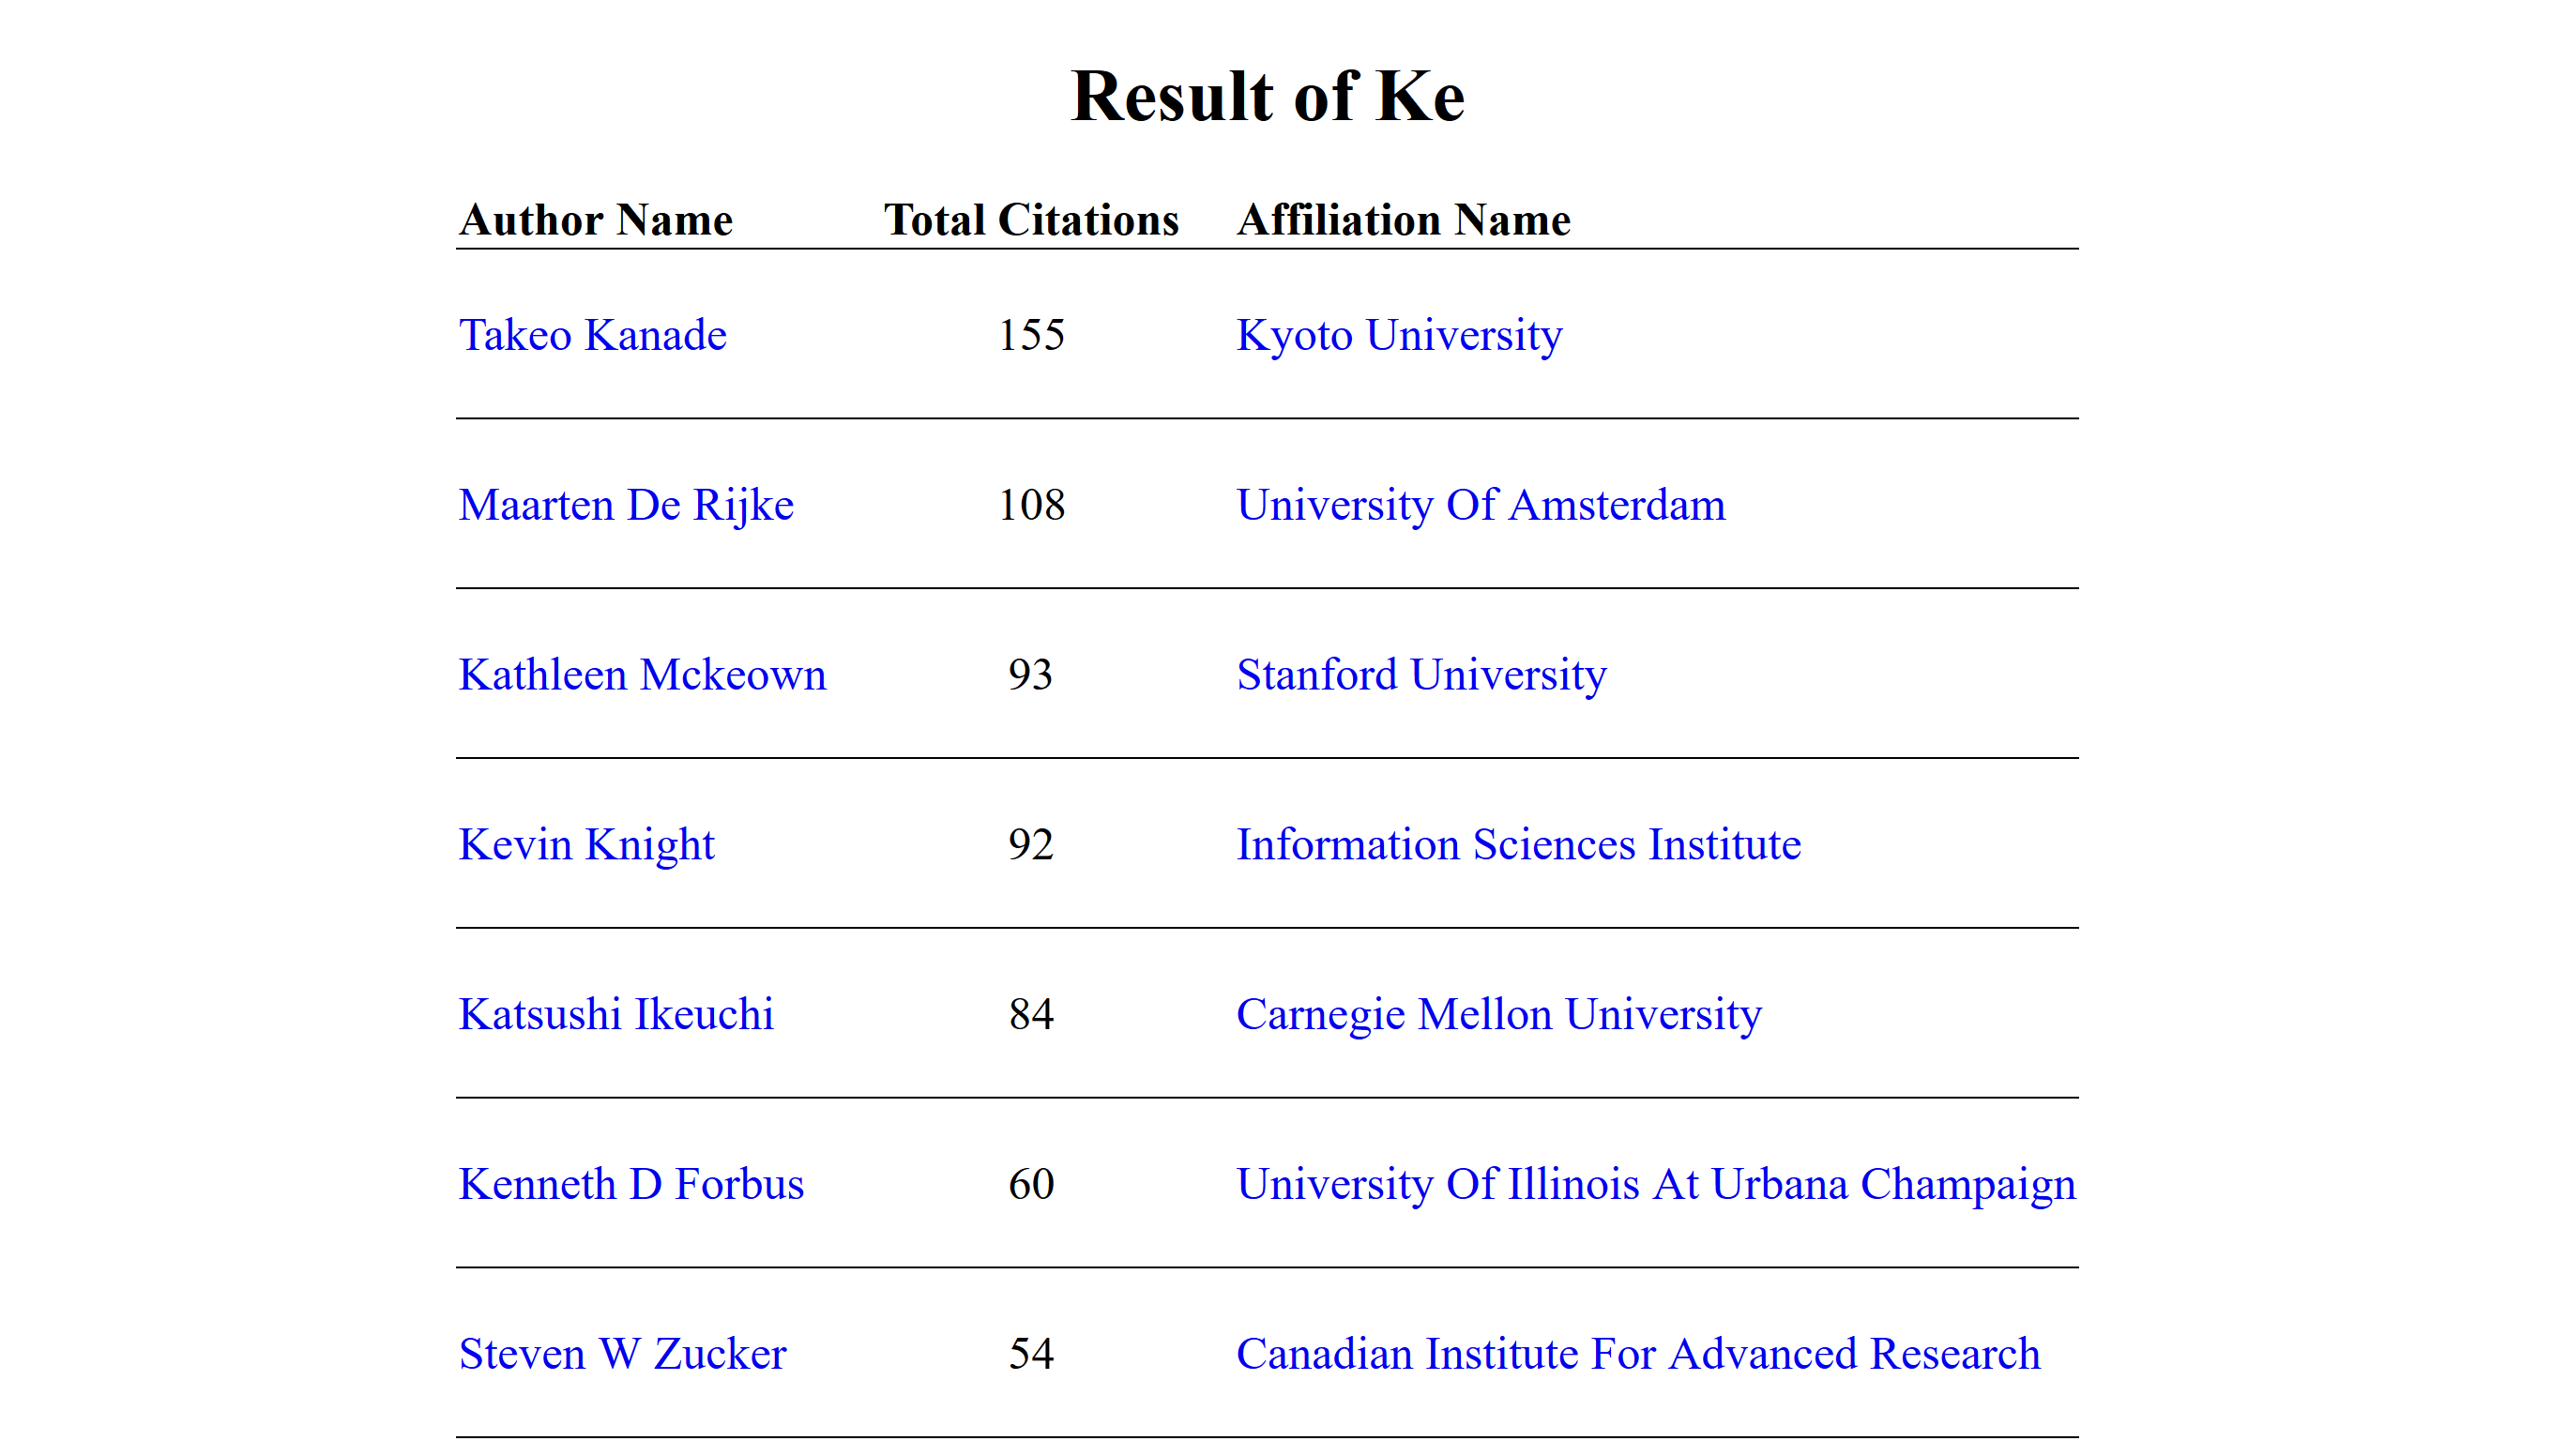 Result of Ke
Author Name Total Citations Affiliation Name
Takeo Kanade 155 Kyoto University
Maarten De Rijke 108 University Of Amsterdam
Kathleen Mckeown 93 Stanford University
Kevin Knight 92 Information Sciences Institute
Katsushi Ikeuchi 84 Carnegie Mellon University
Kenneth D Forbus 60 University Of Illinois At Urbana Champaign
Steven W Zucker 54 Canadian Institute For Advanced Research